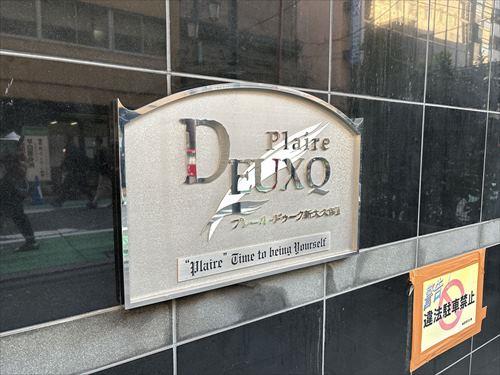 Plaire
DEUXQ
プレール・ドゥーク新大久保
"Plaire" Time to being Yourself
警告
違法駐車禁止